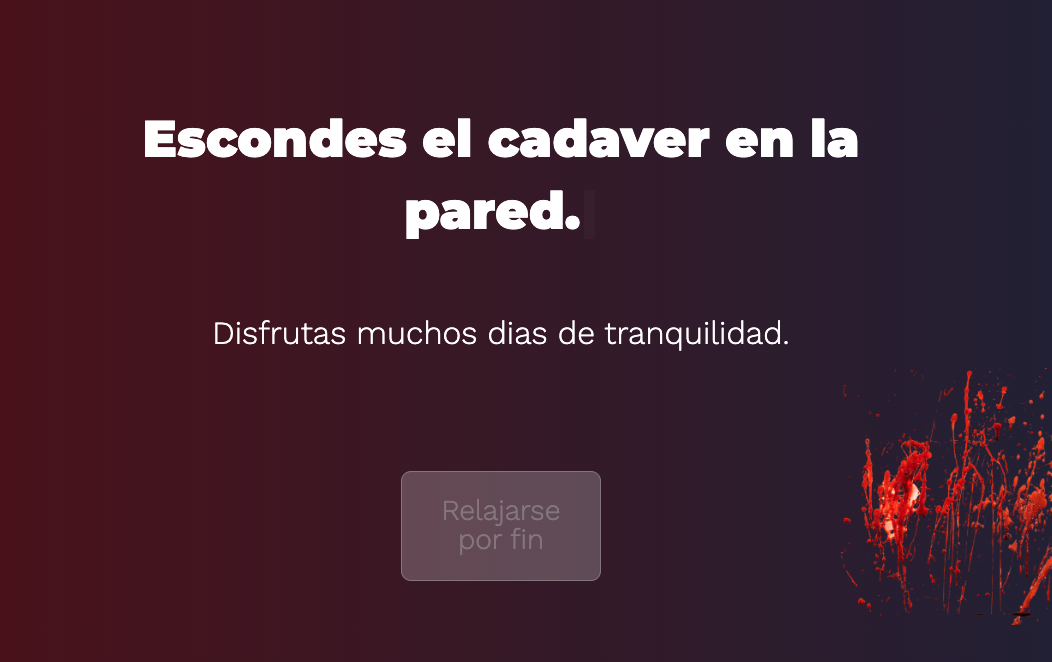 Escondes el cadaver en la
pared.
Disfrutas muchos dias de tranquilidad.
Relajarse
por fin